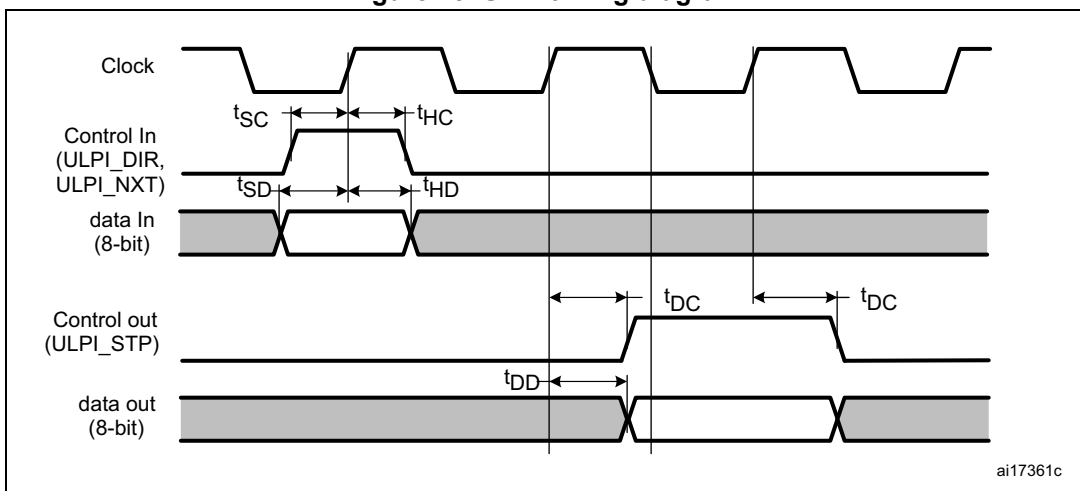 Clock
tSC
tHC
Control In
(ULPI_DIR,
ULPI_NXT)
tSD
tHD
data In
(8-bit)
tDC
tDC
Control out
(ULPI_STP)
tDD
data out
(8-bit)
ai17361c